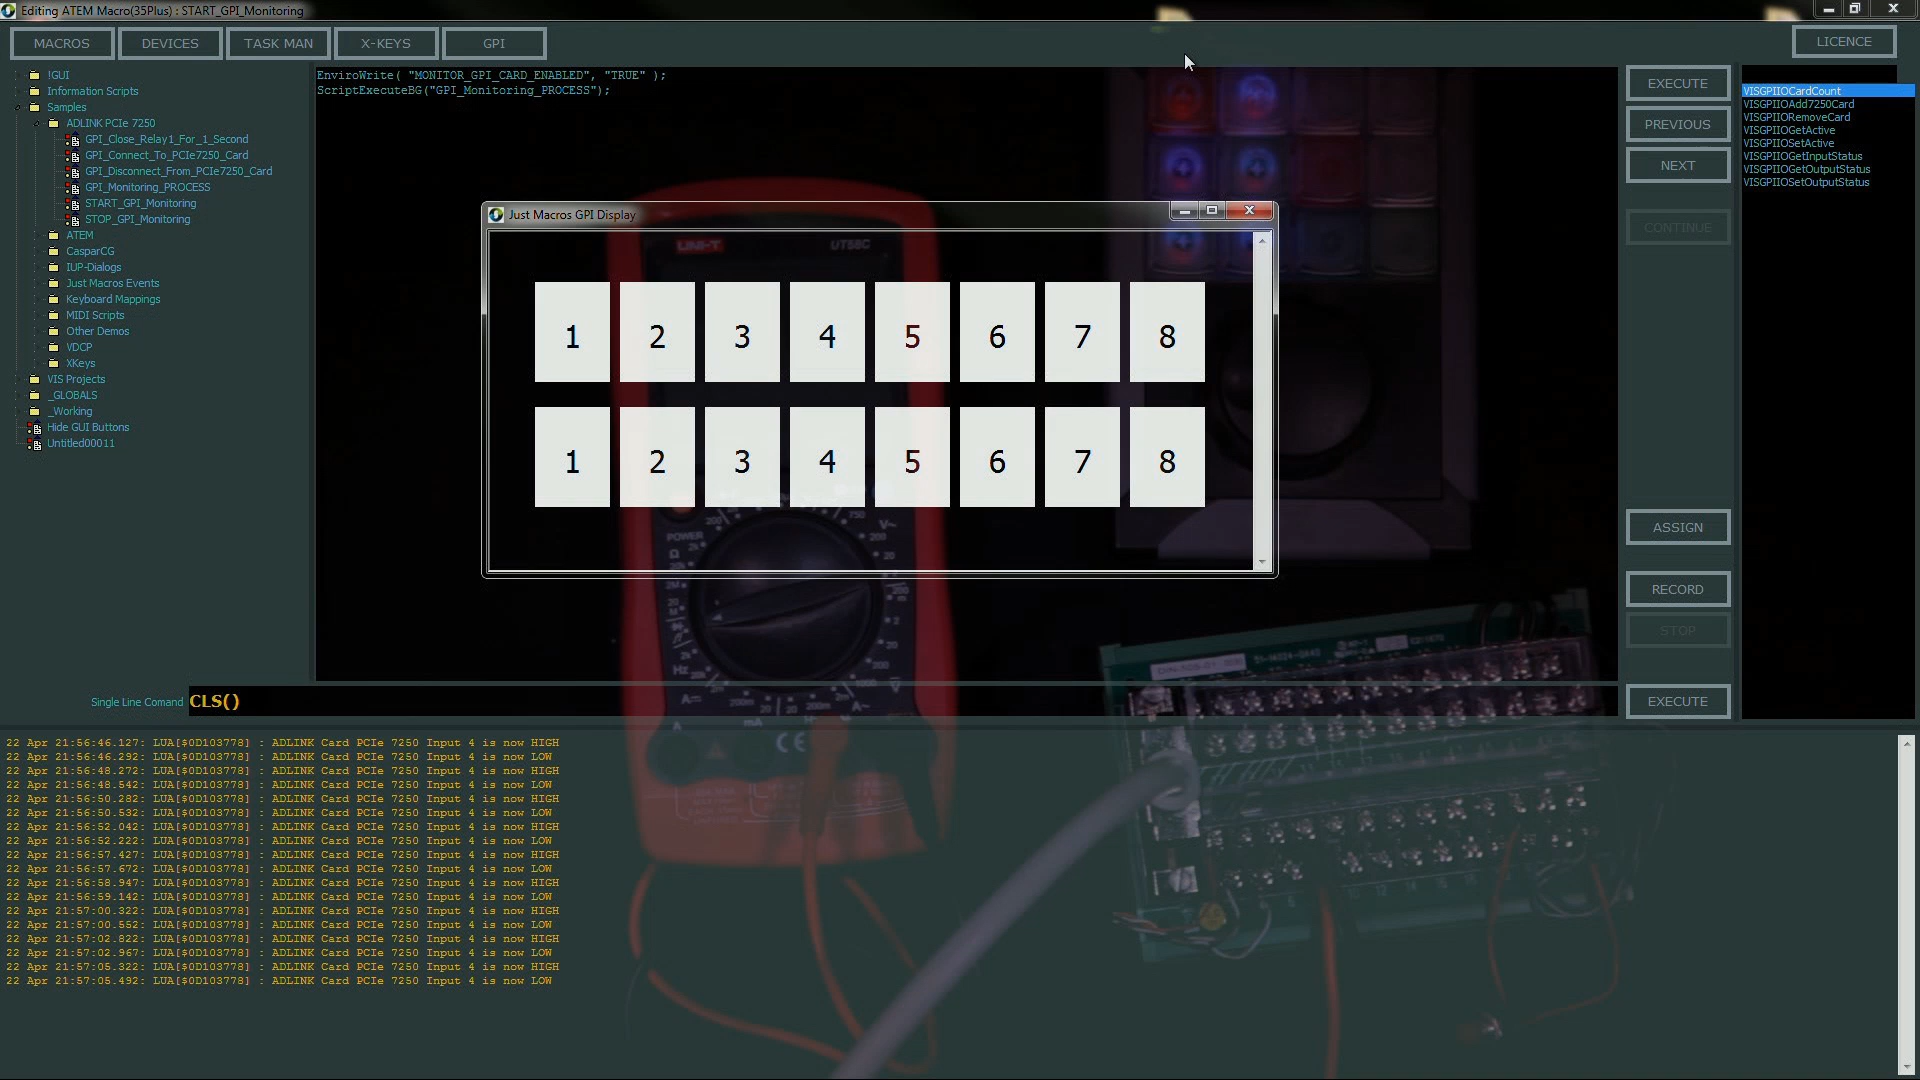 Editing ATEM Macro(35Plus) : START_GPI_Monitoring
MACROS
DEVICES
TASK MAN
X-KEYS
GPI
LICENCE
!GUI
Information Scripts
Samples
ADLINK PCIe 7250
GPI_Close_Relay1_For_1_Second
GPI_Connect_To_PCIe7250_Card
GPI_Disconnect_From_PCIe7250_Card
GPI_Monitoring_PROCESS
START_GPI_Monitoring
STOP_GPI_Monitoring
ATEM
CasparCG
IUP-Dialogs
Just Macros Events
Keyboard Mappings
MIDI Scripts
Other Demos
VDCP
XKeys
VIS Projects
_GLOBALS
_Working
Hide GUI Buttons
Untitled00011
EnviroWrite( "MONITOR_GPI_CARD_ENABLED", "TRUE" );
ScriptExecuteBG("GPI_Monitoring_PROCESS");
Just Macros GPI Display
UNI-T UT58C
1 2 3 4 5 6 7 8
1 2 3 4 5 6 7 8
POWER
Hz
mA
A
CE
EXECUTE
PREVIOUS
NEXT
CONTINUE
ASSIGN
RECORD
STOP
EXECUTE
VISGPIIOCardCount
VISGPIIOAdd7250Card
VISGPIIORemoveCard
VISGPIIOGetActive
VISGPIIOSetActive
VISGPIIOGetInputStatus
VISGPIIOGetOutputStatus
VISGPIIOSetOutputStatus
Single Line Comand CLS()
22 Apr 21:56:46.127: LUA[$0D103778] : ADLINK Card PCIe 7250 Input 4 is now HIGH
22 Apr 21:56:46.292: LUA[$0D103778] : ADLINK Card PCIe 7250 Input 4 is now LOW
22 Apr 21:56:48.272: LUA[$0D103778] : ADLINK Card PCIe 7250 Input 4 is now HIGH
22 Apr 21:56:48.542: LUA[$0D103778] : ADLINK Card PCIe 7250 Input 4 is now LOW
22 Apr 21:56:50.282: LUA[$0D103778] : ADLINK Card PCIe 7250 Input 4 is now HIGH
22 Apr 21:56:50.532: LUA[$0D103778] : ADLINK Card PCIe 7250 Input 4 is now LOW
22 Apr 21:56:52.042: LUA[$0D103778] : ADLINK Card PCIe 7250 Input 4 is now HIGH
22 Apr 21:56:52.222: LUA[$0D103778] : ADLINK Card PCIe 7250 Input 4 is now LOW
22 Apr 21:56:57.427: LUA[$0D103778] : ADLINK Card PCIe 7250 Input 4 is now HIGH
22 Apr 21:56:57.672: LUA[$0D103778] : ADLINK Card PCIe 7250 Input 4 is now LOW
22 Apr 21:56:58.947: LUA[$0D103778] : ADLINK Card PCIe 7250 Input 4 is now HIGH
22 Apr 21:56:59.142: LUA[$0D103778] : ADLINK Card PCIe 7250 Input 4 is now LOW
22 Apr 21:57:00.322: LUA[$0D103778] : ADLINK Card PCIe 7250 Input 4 is now HIGH
22 Apr 21:57:00.552: LUA[$0D103778] : ADLINK Card PCIe 7250 Input 4 is now LOW
22 Apr 21:57:02.822: LUA[$0D103778] : ADLINK Card PCIe 7250 Input 4 is now HIGH
22 Apr 21:57:02.967: LUA[$0D103778] : ADLINK Card PCIe 7250 Input 4 is now LOW
22 Apr 21:57:05.322: LUA[$0D103778] : ADLINK Card PCIe 7250 Input 4 is now HIGH
22 Apr 21:57:05.492: LUA[$0D103778] : ADLINK Card PCIe 7250 Input 4 is now LOW